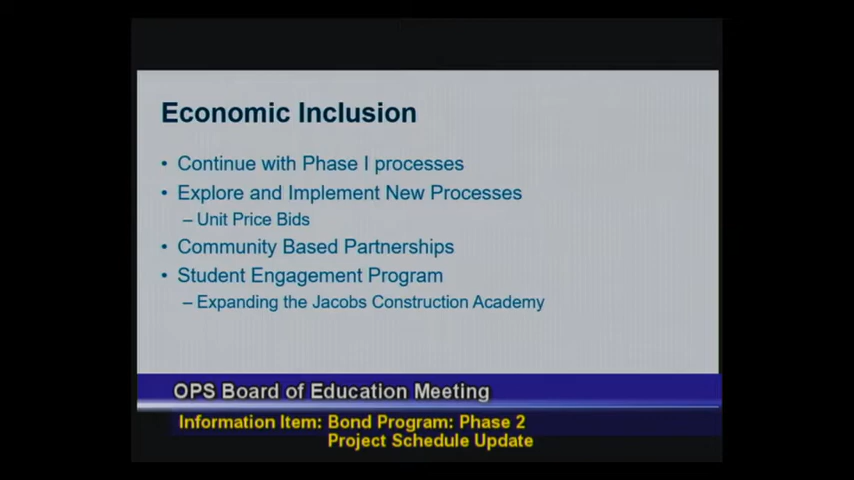 Economic Inclusion
• Continue with Phase I processes
• Explore and Implement New Processes
– Unit Price Bids
• Community Based Partnerships
• Student Engagement Program
– Expanding the Jacobs Construction Academy
OPS Board of Education Meeting
Information Item: Bond Program: Phase 2
Project Schedule Update